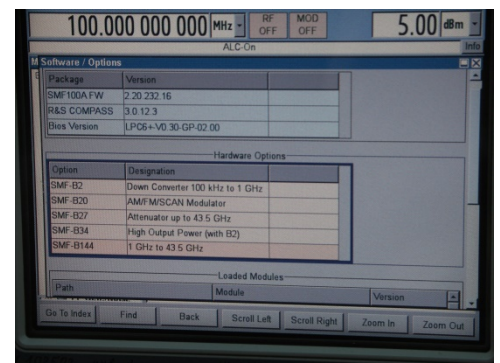 100.000 000 000 MHz RF OFF MOD OFF 5.00 dBm
ALC-On Info
Software / Options
Package Version
SMF100A FW 2.20.232.16
R&S COMPASS 3.0.12.3
Bios Version LPC6+-V0.30-GP-02.00
Hardware Options
Option Designation
SMF-B2 Down Converter 100 kHz to 1 GHz
SMF-B20 AM/FM/SCAN Modulator
SMF-B27 Attenuator up to 43.5 GHz
SMF-B34 High Output Power (with B2)
SMF-B144 1 GHz to 43.5 GHz
Loaded Modules
Path Module Version
Go To Index Find Back Scroll Left Scroll Right Zoom In Zoom Out